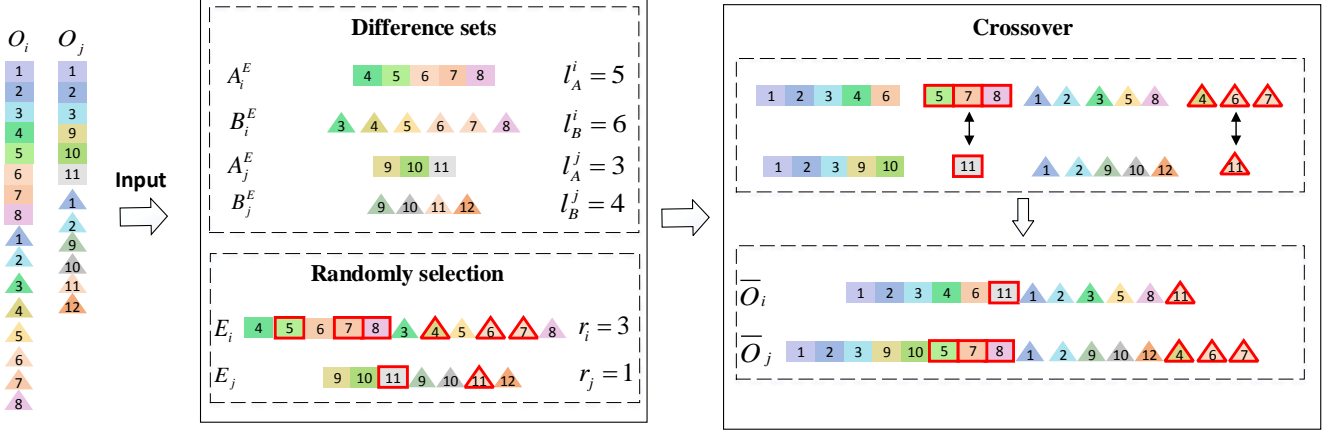 O_i O_j
1 1
2 2
3 3
4 9
5 10
6 11
7 1
8 2
1 9
2 10
3 11
4 12
5
6
7
8
Input
Difference sets
A_i^E 4 5 6 7 8 l_A^i = 5
B_i^E 3 4 5 6 7 8 l_B^i = 6
A_j^E 9 10 11 l_A^j = 3
B_j^E 9 10 11 12 l_B^j = 4
Randomly selection
E_i 4 5 6 7 8 3 4 5 6 7 8 r_i = 3
E_j 9 10 11 9 10 11 12 r_j = 1
Crossover
1 2 3 4 6 5 7 8 1 2 3 5 8 4 6 7
1 2 3 9 10 11 1 2 9 10 12 11
\overline{O}_i 1 2 3 4 6 11 1 2 3 5 8 11
\overline{O}_j 1 2 3 9 10 5 7 8 1 2 9 10 12 4 6 7